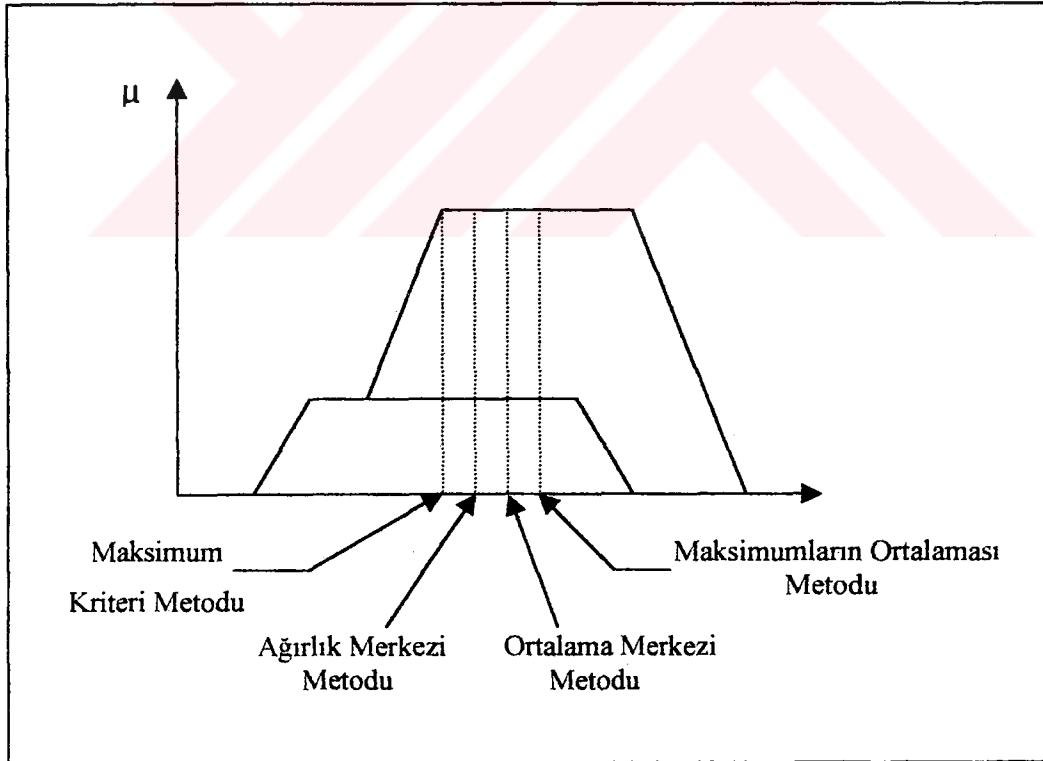 μ
Maksimum
Kriteri Metodu
Maksimumların Ortalaması
Metodu
Ağırlık Merkezi
Metodu
Ortalama Merkezi
Metodu